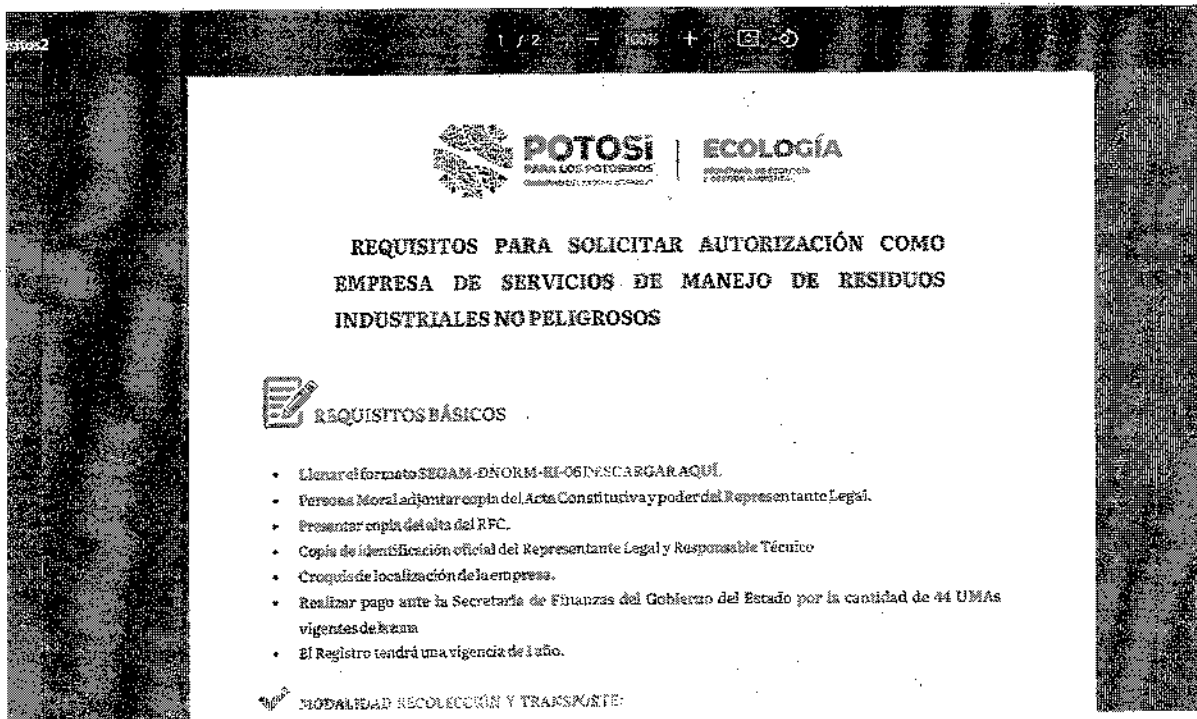 1 / 2 100%
POTOSÍ
PARA LOS POTOSINOS
ECOLOGÍA
REQUISITOS PARA SOLICITAR AUTORIZACIÓN COMO
EMPRESA DE SERVICIOS DE MANEJO DE RESIDUOS
INDUSTRIALES NO PELIGROSOS
REQUISITOS BÁSICOS
• Llenar el formato SEGAM-DNORM-RI-06 DESCARGAR AQUÍ.
• Persona Moral adjuntar copia del Acta Constitutiva y poder del Representante Legal.
• Presentar copia del alta del RFC.
• Copia de identificación oficial del Representante Legal y Responsable Técnico
• Croquis de localización de la empresa.
• Realizar pago ante la Secretaría de Finanzas del Gobierno del Estado por la cantidad de 44 UMAs
vigentes de la
• El Registro tendrá una vigencia de 1 año.
MODALIDAD RECOLECCIÓN Y TRANSPORTE: